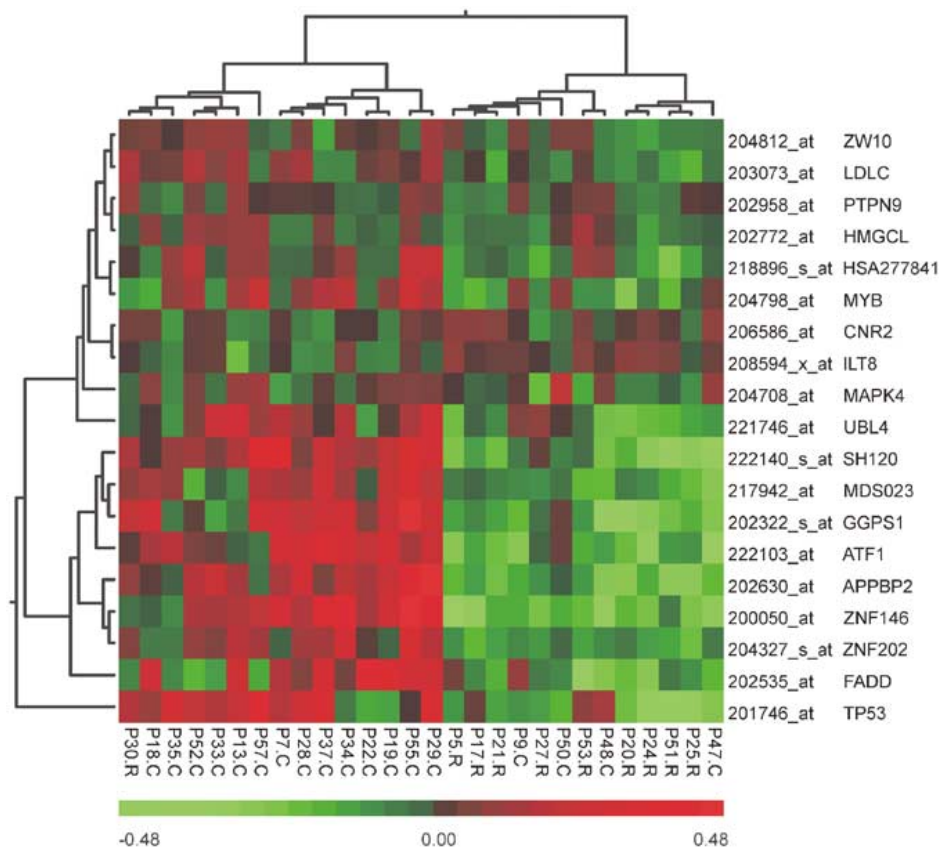 204812_at ZW10
203073_at LDLC
202958_at PTPN9
202772_at HMGCL
218896_s_at HSA277841
204798_at MYB
206586_at CNR2
208594_x_at ILT8
204708_at MAPK4
221746_at UBL4
222140_s_at SH120
217942_at MDS023
202322_s_at GGPS1
222103_at ATF1
202630_at APPBP2
200050_at ZNF146
204327_s_at ZNF202
202535_at FADD
201746_at TP53
P30.R P18.C P35.C P52.C P33.C P13.C P57.C P7.C P28.C P37.C P34.C P22.C P19.C P55.C P29.C P5.R P17.R P21.R P9.C P27.R P50.C P53.R P48.C P20.R P24.R P51.R P25.R P47.C
-0.48 0.00 0.48